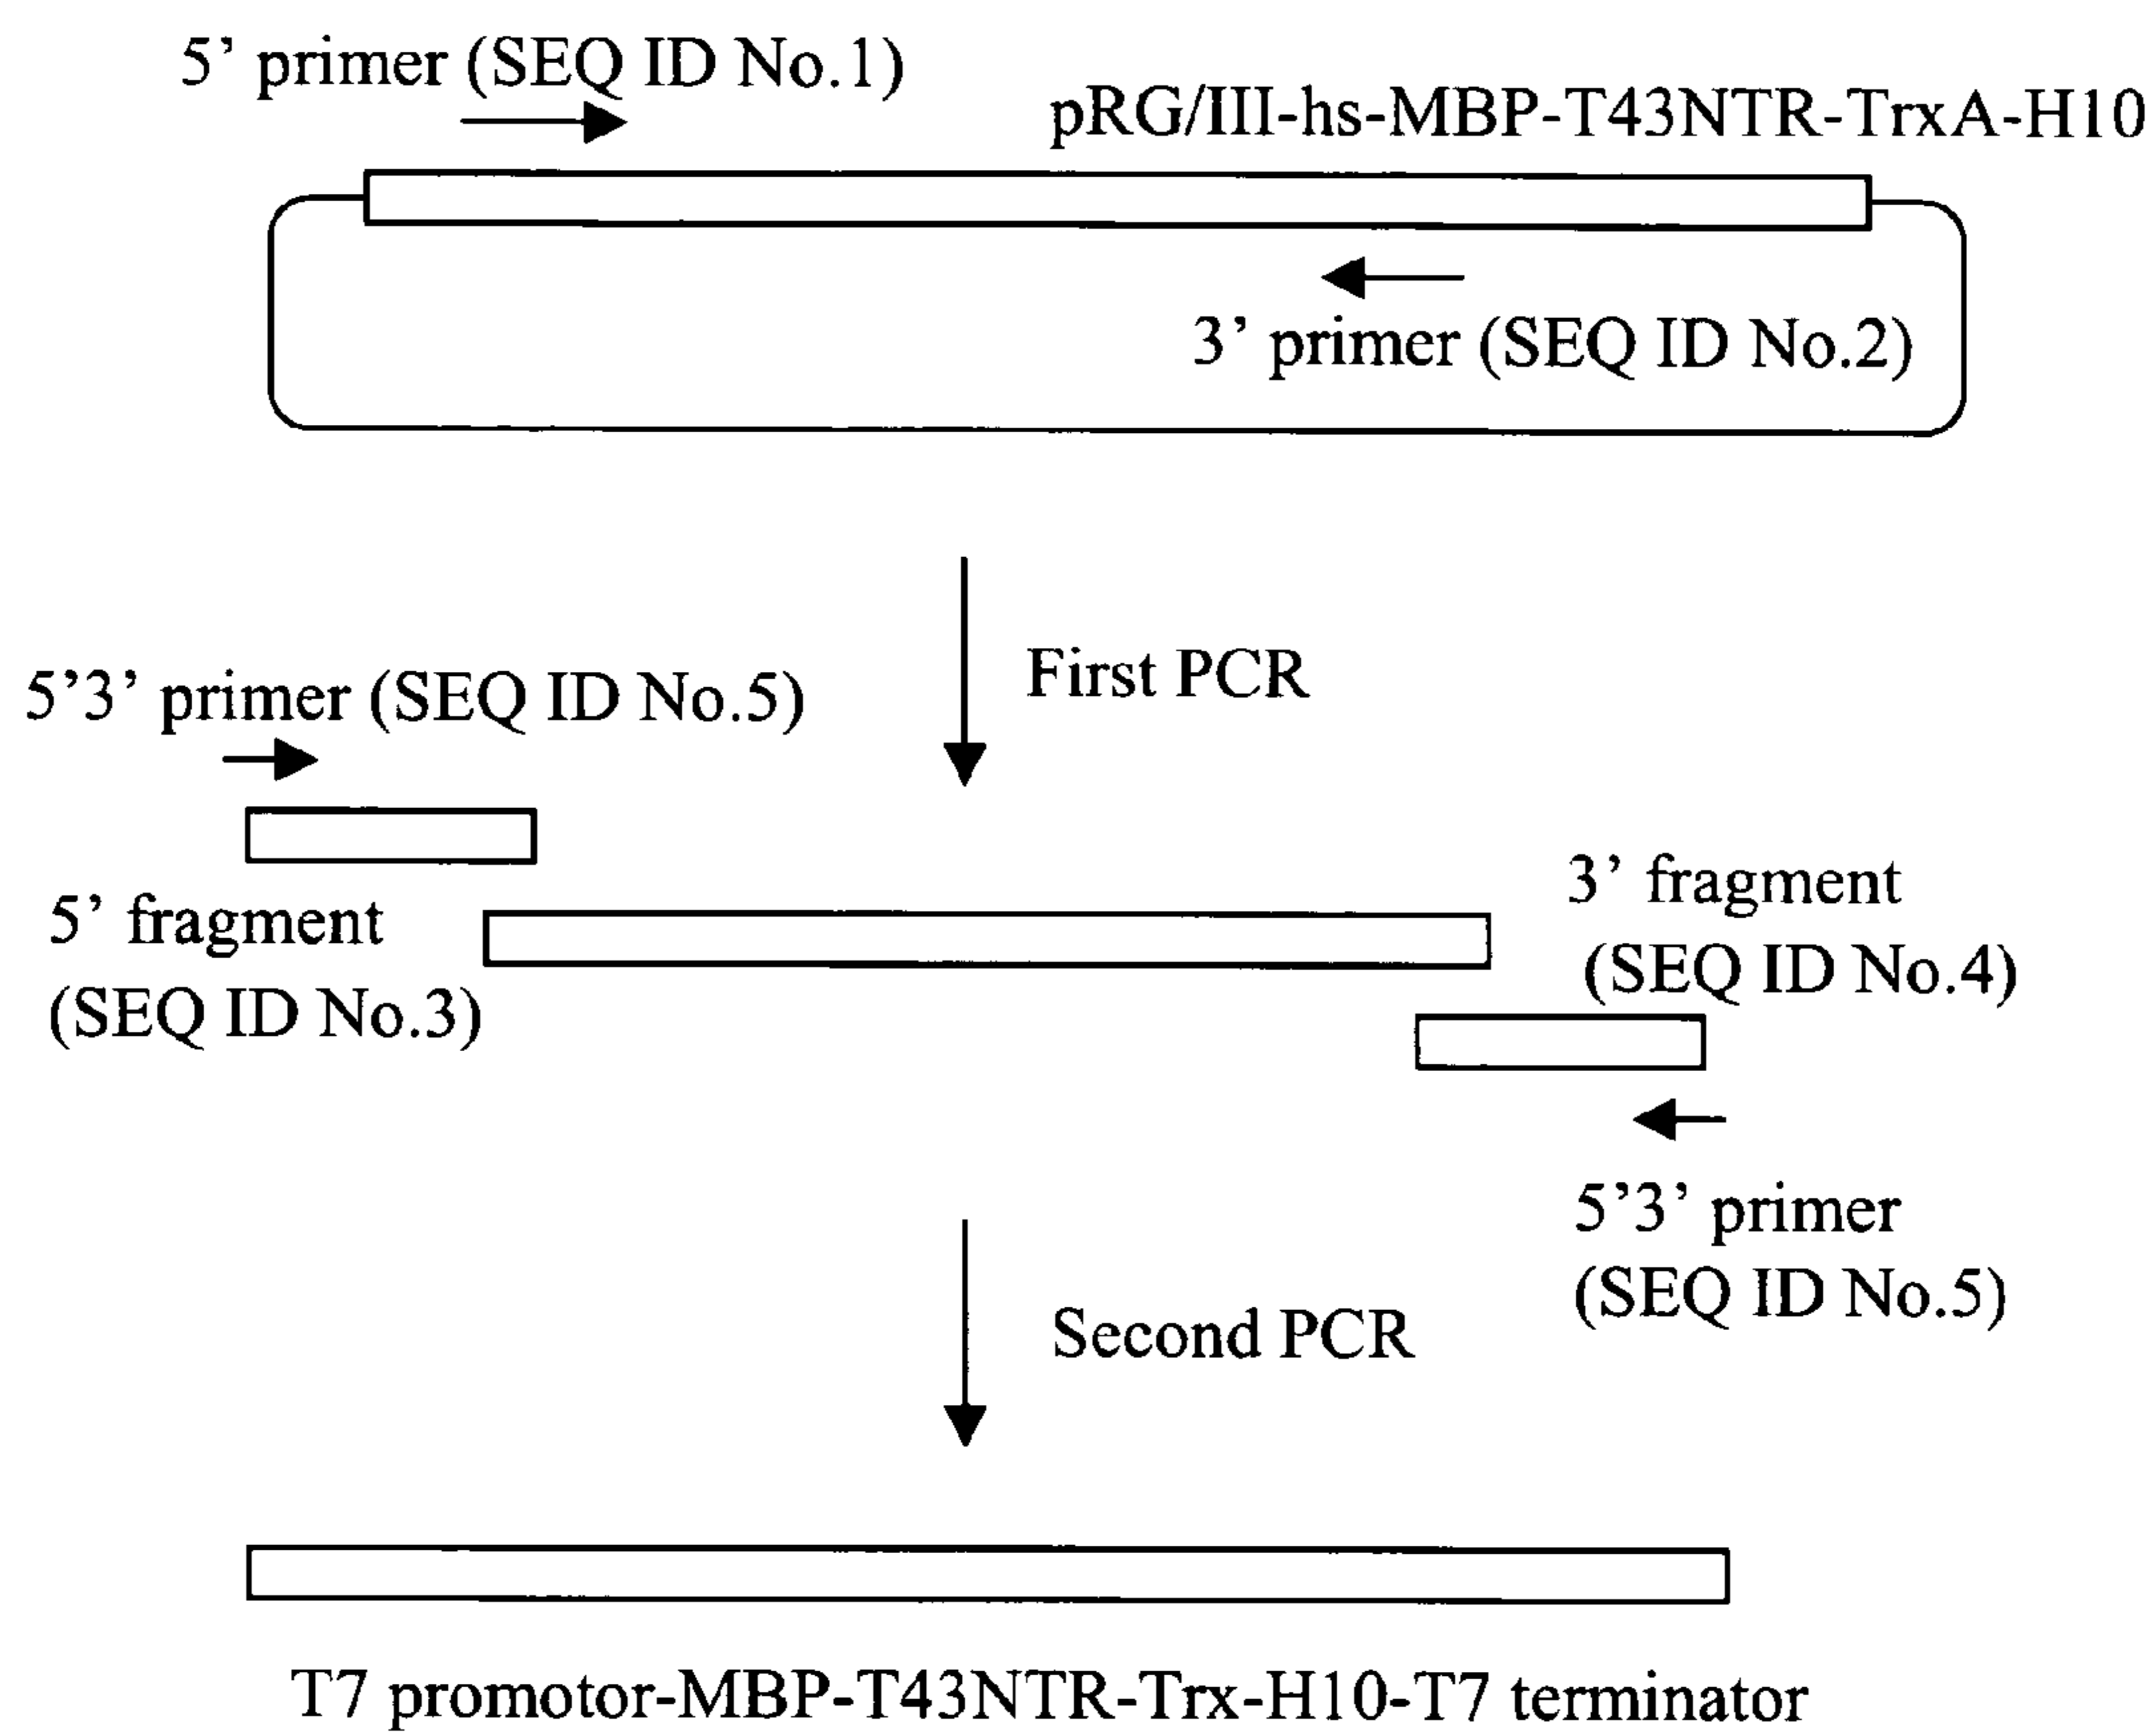 5’ primer (SEQ ID No.1)
pRG/III-hs-MBP-T43NTR-TrxA-H10
3’ primer (SEQ ID No.2)
First PCR
5’3’ primer (SEQ ID No.5)
5’ fragment
(SEQ ID No.3)
3’ fragment
(SEQ ID No.4)
5’3’ primer
(SEQ ID No.5)
Second PCR
T7 promotor-MBP-T43NTR-Trx-H10-T7 terminator